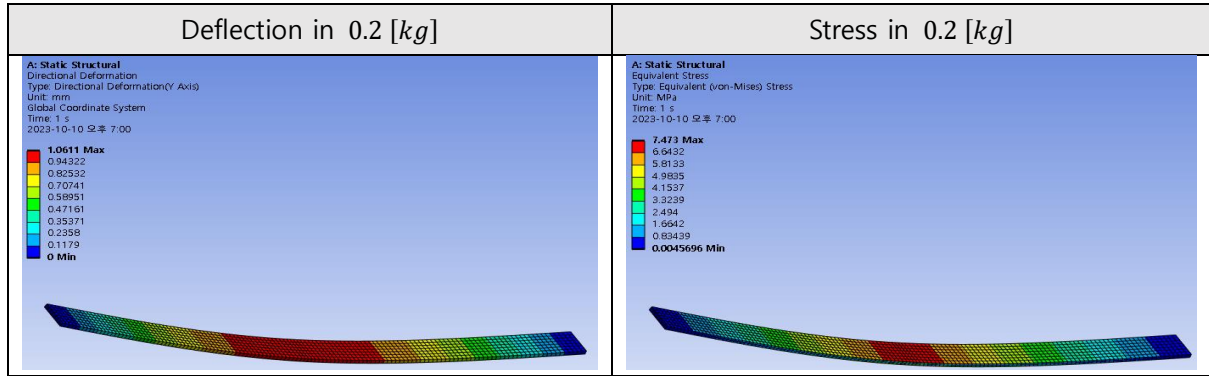 Deflection in 0.2 [kg]
Stress in 0.2 [kg]
A: Static Structural
Directional Deformation
Type: Directional Deformation(Y Axis)
Unit: mm
Global Coordinate System
Time: 1 s
2023-10-10 오후 7:00
1.0611 Max
0.94322
0.82532
0.70741
0.58951
0.47161
0.35371
0.2358
0.1179
0 Min
A: Static Structural
Equivalent Stress
Type: Equivalent (von-Mises) Stress
Unit: MPa
Time: 1 s
2023-10-10 오후 7:00
7.473 Max
6.6432
5.8133
4.9835
4.1537
3.3239
2.494
1.6642
0.83439
0.0045696 Min